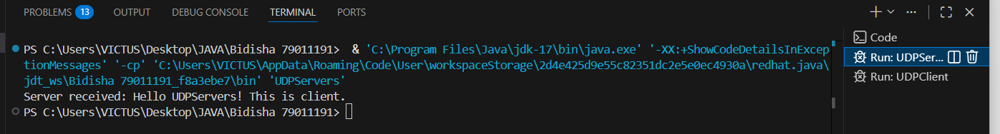 PROBLEMS 13 OUTPUT DEBUG CONSOLE TERMINAL PORTS
PS C:\Users\VICTUS\Desktop\JAVA\Bidisha 79011191>  & 'C:\Program Files\Java\jdk-17\bin\java.exe' '-XX:+ShowCodeDetailsInExcep
tionMessages' '-cp' 'C:\Users\VICTUS\AppData\Roaming\Code\User\workspaceStorage\2d4e425d9e55c82351dc2e5e0ec4930a\redhat.java\
jdt_ws\Bidisha 79011191_f8a3ebe7\bin' 'UDPServers'
Server received: Hello UDPServers! This is client.
PS C:\Users\VICTUS\Desktop\JAVA\Bidisha 79011191>
Code
Run: UDPSer...
Run: UDPClient